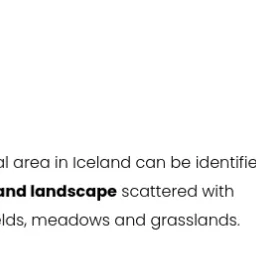 al area in Iceland can be identifie
and landscape scattered with
elds, meadows and grasslands.